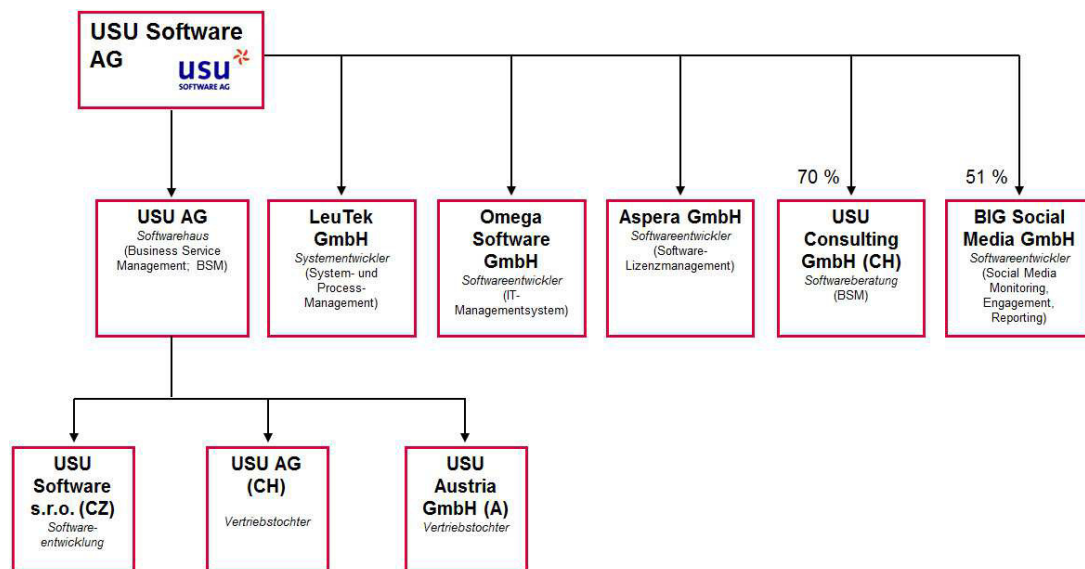 USU Software
AG
usu
SOFTWARE AG
70 %
51 %
USU AG
Softwarehaus
(Business Service
Management; BSM)
LeuTek
GmbH
Systementwickler
(System- und
Process-
Management)
Omega
Software
GmbH
Softwareentwickler
(IT-
Managementsystem)
Aspera GmbH
Softwareentwickler
(Software-
Lizenzmanagement)
USU
Consulting
GmbH (CH)
Softwareberatung
(BSM)
BIG Social
Media GmbH
Softwareentwickler
(Social Media
Monitoring,
Engagement,
Reporting)
USU
Software
s.r.o. (CZ)
Software-
entwicklung
USU AG
(CH)
Vertriebstochter
USU
Austria
GmbH (A)
Vertriebstochter